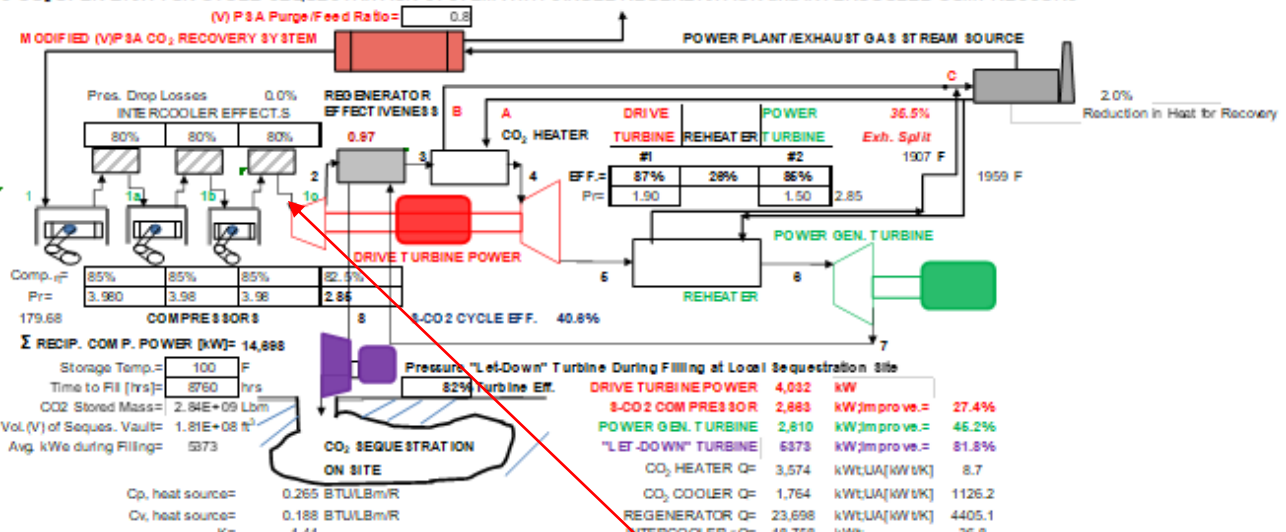 (V) PSA Purge/Feed Ratio= 0.8
MODIFIED (V)PSA CO₂ RECOVERY SYSTEM
POWER PLANT/EXHAUST GAS STREAM SOURCE
C
Pres. Drop Losses 0.0%
INTERCOOLER EFFECT.S
80% 80% 80%
REGENERATOR
EFFECTIVENESS
0.97
B A
CO₂ HEATER
DRIVE POWER 36.5%
TURBINE REHEATER TURBINE Exh. Split
#1 #2 1907 F
EFF.= 87% 26% 85%
Pr= 1.90 1.50 2.85
1959 F
2.0%
Reduction in Heat for Recovery
1 1a 1b 1c 2 3 4
DRIVE TURBINE POWER
5 6
REHEATER
POWER GEN. TURBINE
Comp. η= 85% 85% 85% 82.5%
Pr= 3.980 3.98 3.98 2.85
179.68 COMPRESSORS
8 S-CO2 CYCLE EFF. 40.6%
7
Σ RECIP. COMP. POWER [kW]= 14,698
Storage Temp.= 100 F
Time to Fill [hrs]= 8760 hrs
CO2 Stored Mass= 2.84E+09 Lbm
Vol.(V) of Seques. Vault= 1.81E+08 ft³
Avg. kWe during Filling= 5373
Pressure "Let-Down" Turbine During Filling at Local Sequestration Site
82% Turbine Eff.
CO₂ SEQUESTRATION
ON SITE
DRIVE TURBINE POWER 4,032 kW
S-CO2 COMPRESSOR 2,663 kW;Improve.= 27.4%
POWER GEN. TURBINE 2,610 kW;Improve.= 45.2%
"LET-DOWN" TURBINE 5373 kW;Improve.= 81.8%
CO₂ HEATER Q= 3,574 kWt;UA[kWt/K] 8.7
CO₂ COOLER Q= 1,764 kWt;UA[kWt/K] 1126.2
REGENERATOR Q= 23,698 kWt;UA[kWt/K] 4405.1
Cp, heat source= 0.265 BTU/LBm/R
Cv, heat source= 0.188 BTU/LBm/R